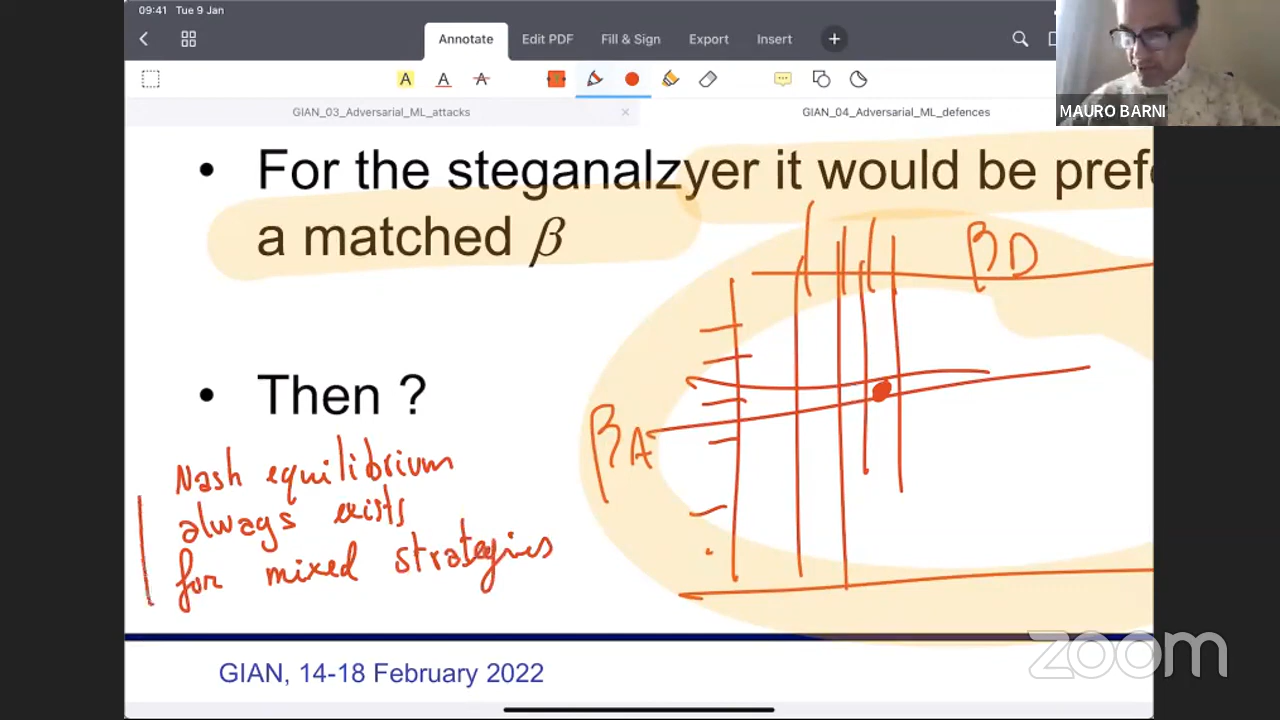 09:41 Tue 9 Jan
Annotate Edit PDF Fill & Sign Export Insert
A A A
GIAN_03_Adversarial_ML_attacks
GIAN_04_Adversarial_ML_defences
MAURO BARNI
• For the steganalzyer it would be prefe
a matched β
βD
• Then ?
βA
Nash equilibrium
always exists
for mixed strategies
GIAN, 14-18 February 2022
zoom